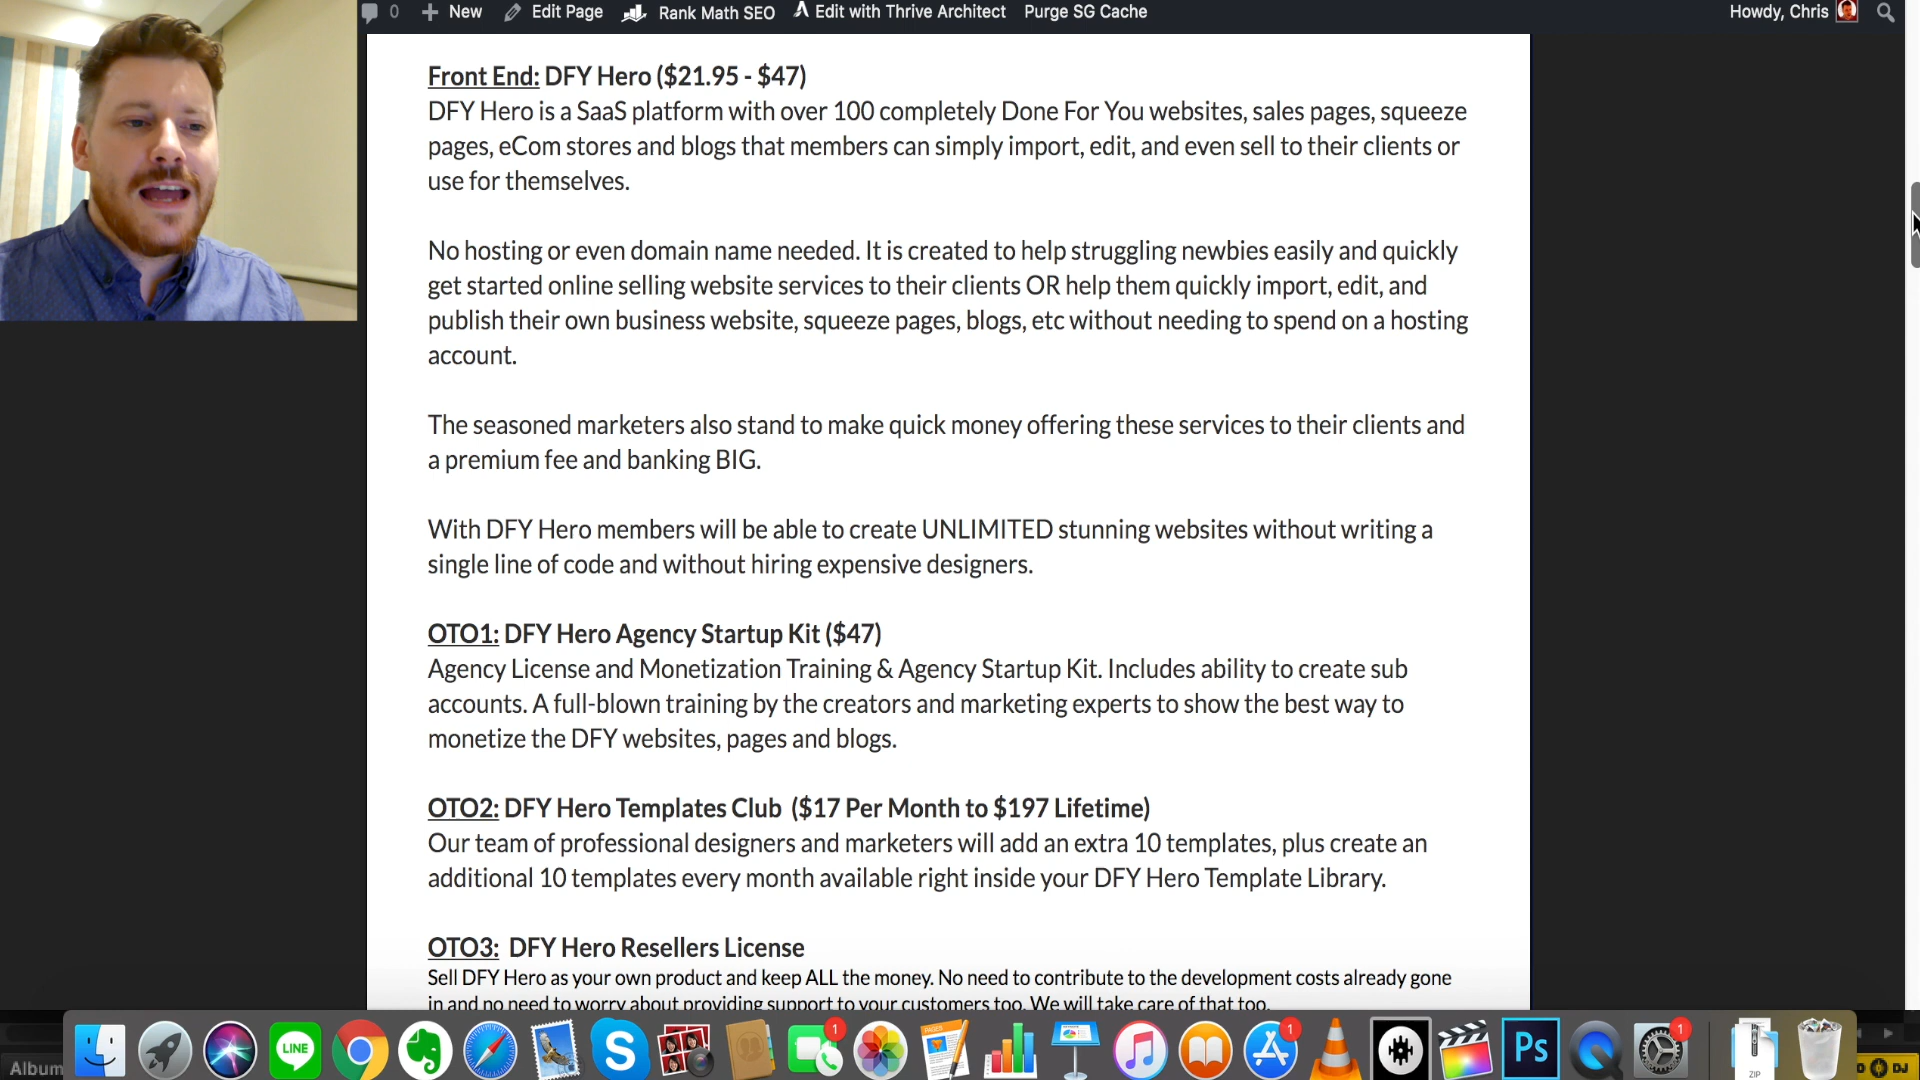 0 New Edit Page Rank Math SEO Edit with Thrive Architect Purge SG Cache Howdy, Chris
Front End: DFY Hero ($21.95 - $47)
DFY Hero is a SaaS platform with over 100 completely Done For You websites, sales pages, squeeze
pages, eCom stores and blogs that members can simply import, edit, and even sell to their clients or
use for themselves.
No hosting or even domain name needed. It is created to help struggling newbies easily and quickly
get started online selling website services to their clients OR help them quickly import, edit, and
publish their own business website, squeeze pages, blogs, etc without needing to spend on a hosting
account.
The seasoned marketers also stand to make quick money offering these services to their clients and
a premium fee and banking BIG.
With DFY Hero members will be able to create UNLIMITED stunning websites without writing a
single line of code and without hiring expensive designers.
OTO1: DFY Hero Agency Startup Kit ($47)
Agency License and Monetization Training & Agency Startup Kit. Includes ability to create sub
accounts. A full-blown training by the creators and marketing experts to show the best way to
monetize the DFY websites, pages and blogs.
OTO2: DFY Hero Templates Club ($17 Per Month to $197 Lifetime)
Our team of professional designers and marketers will add an extra 10 templates, plus create an
additional 10 templates every month available right inside your DFY Hero Template Library.
OTO3: DFY Hero Resellers License
Sell DFY Hero as your own product and keep ALL the money. No need to contribute to the development costs already gone
in and no need to worry about providing support to your customers too. We will take care of that too.
LINE S 1 PAGES 1 Ps 1 ZIP
Album DJ